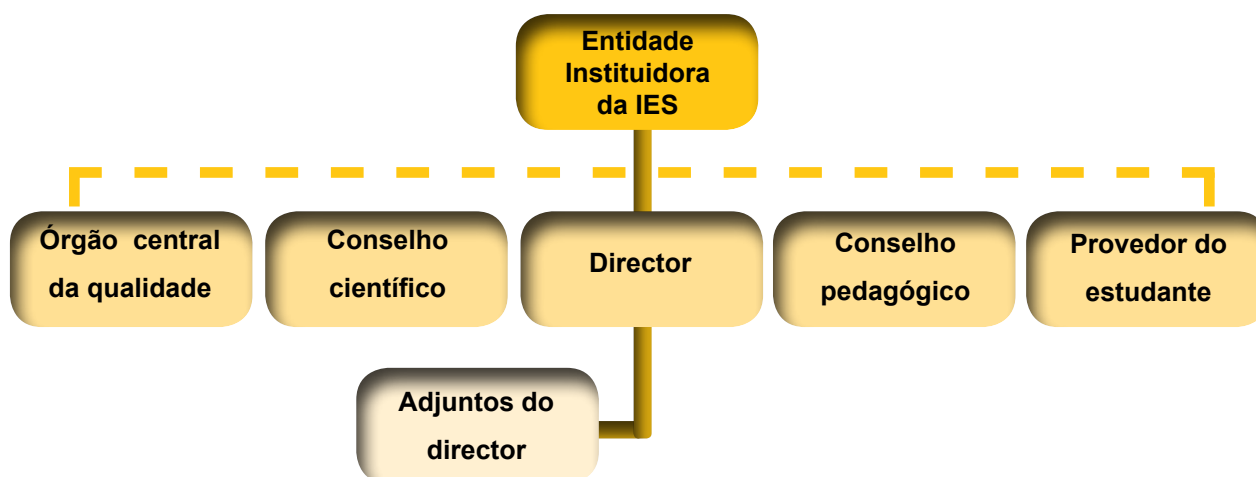 Entidade
Instituidora
da IES
Órgão central
da qualidade
Conselho
científico
Director
Conselho
pedagógico
Provedor do
estudante
Adjuntos do
director